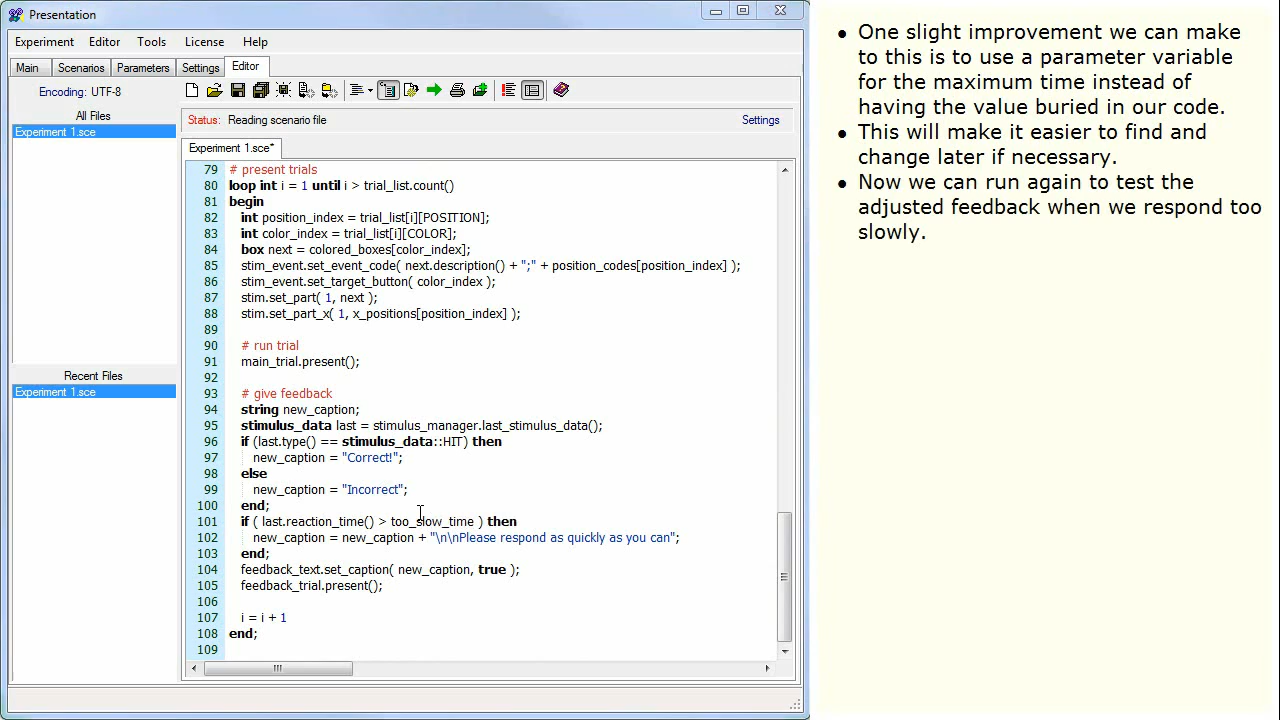 Presentation
Experiment Editor Tools License Help
Main Scenarios Parameters Settings Editor
Encoding: UTF-8
All Files
Experiment 1.sce
Recent Files
Experiment 1.sce
Status: Reading scenario file Settings
Experiment 1.sce*
79 # present trials
80 loop int i = 1 until i > trial_list.count()
81 begin
82 int position_index = trial_list[i][POSITION];
83 int color_index = trial_list[i][COLOR];
84 box next = colored_boxes[color_index];
85 stim_event.set_event_code( next.description() + ";" + position_codes[position_index] );
86 stim_event.set_target_button( color_index );
87 stim.set_part( 1, next );
88 stim.set_part_x( 1, x_positions[position_index] );
89
90 # run trial
91 main_trial.present();
92
93 # give feedback
94 string new_caption;
95 stimulus_data last = stimulus_manager.last_stimulus_data();
96 if (last.type() == stimulus_data::HIT) then
97 new_caption = "Correct!";
98 else
99 new_caption = "Incorrect";
100 end;
101 if ( last.reaction_time() > too_slow_time ) then
102 new_caption = new_caption + "\n\nPlease respond as quickly as you can";
103 end;
104 feedback_text.set_caption( new_caption, true );
105 feedback_trial.present();
106
107 i = i + 1
108 end;
109
• One slight improvement we can make
to this is to use a parameter variable
for the maximum time instead of
having the value buried in our code.
• This will make it easier to find and
change later if necessary.
• Now we can run again to test the
adjusted feedback when we respond too
slowly.